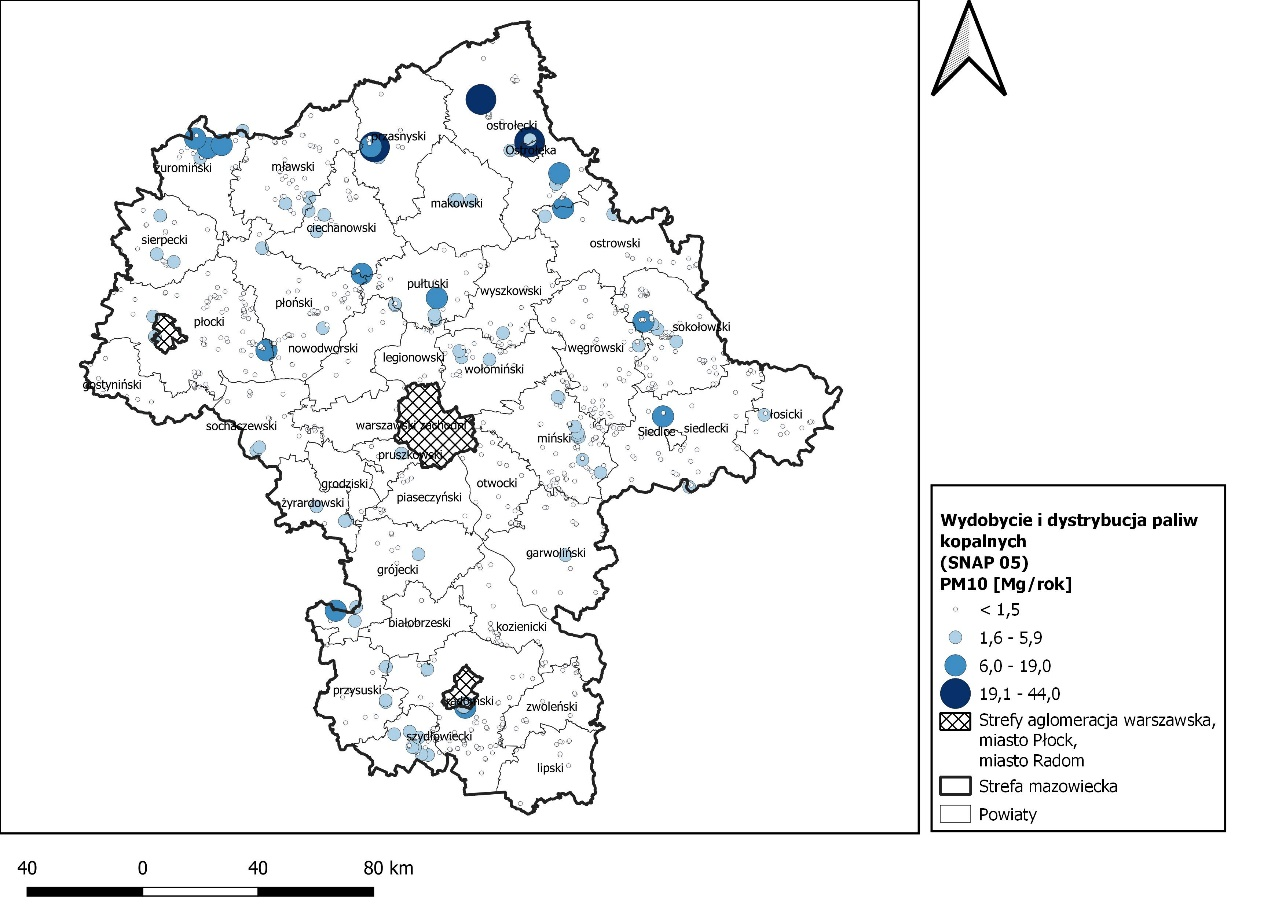 ostrołęcki
przasnyski
Ostrołęka
żuromiński
mławski
makowski
ciechanowski
sierpecki
ostrowski
pułtuski
wyszkowski
płoński
płocki
sokołowski
nowodworski
węgrowski
legionowski
wołomiński
gostyniński
łosicki
sochaczewski
warszawski zachodni
Siedlce
siedlecki
miński
pruszkowski
grodziski
otwocki
piaseczyński
żyrardowski
garwoliński
grójecki
białobrzeski
kozienicki
przysuski
radomski
zwoleński
szydłowiecki
lipski
Wydobycie i dystrybucja paliw
kopalnych
(SNAP 05)
PM10 [Mg/rok]
< 1,5
1,6 - 5,9
6,0 - 19,0
19,1 - 44,0
Strefy aglomeracja warszawska,
miasto Płock,
miasto Radom
Strefa mazowiecka
Powiaty
40 0 40 80 km